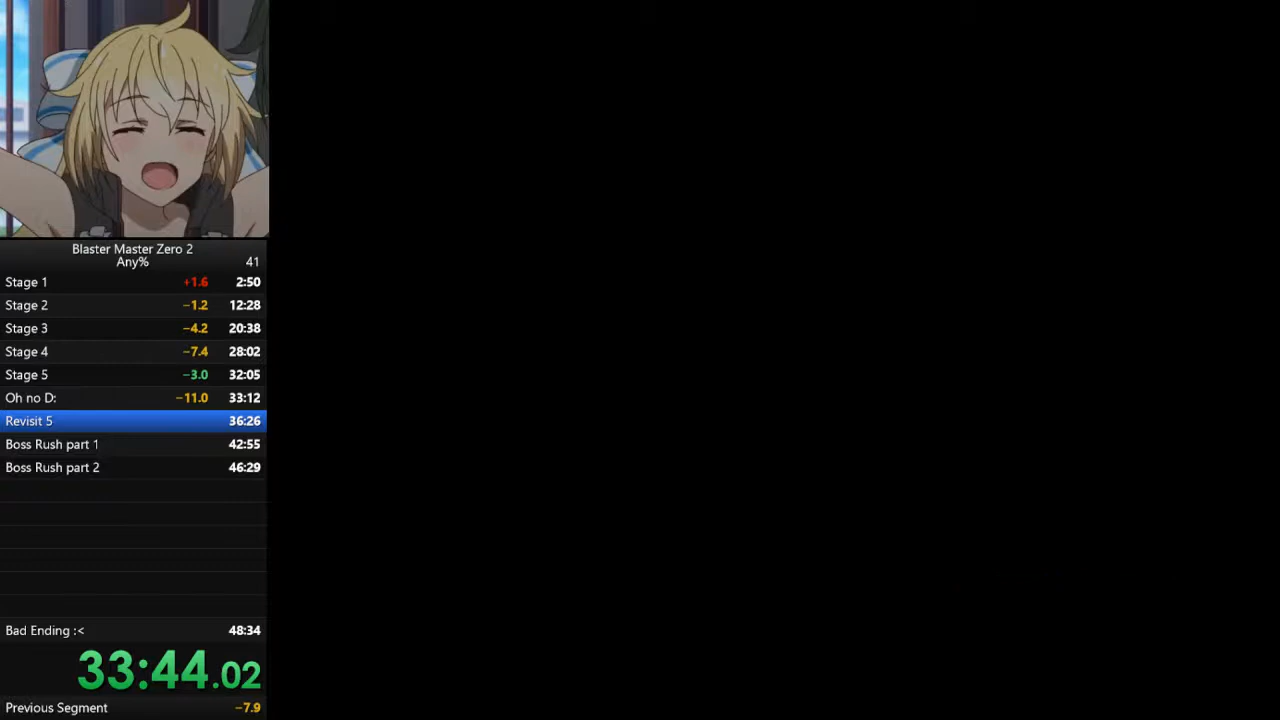 Blaster Master Zero 2
Any% 41
Stage 1 +1.6 2:50
Stage 2 −1.2 12:28
Stage 3 −4.2 20:38
Stage 4 −7.4 28:02
Stage 5 −3.0 32:05
Oh no D: −11.0 33:12
Revisit 5 36:26
Boss Rush part 1 42:55
Boss Rush part 2 46:29
Bad Ending :< 48:34
33:44.02
Previous Segment −7.9